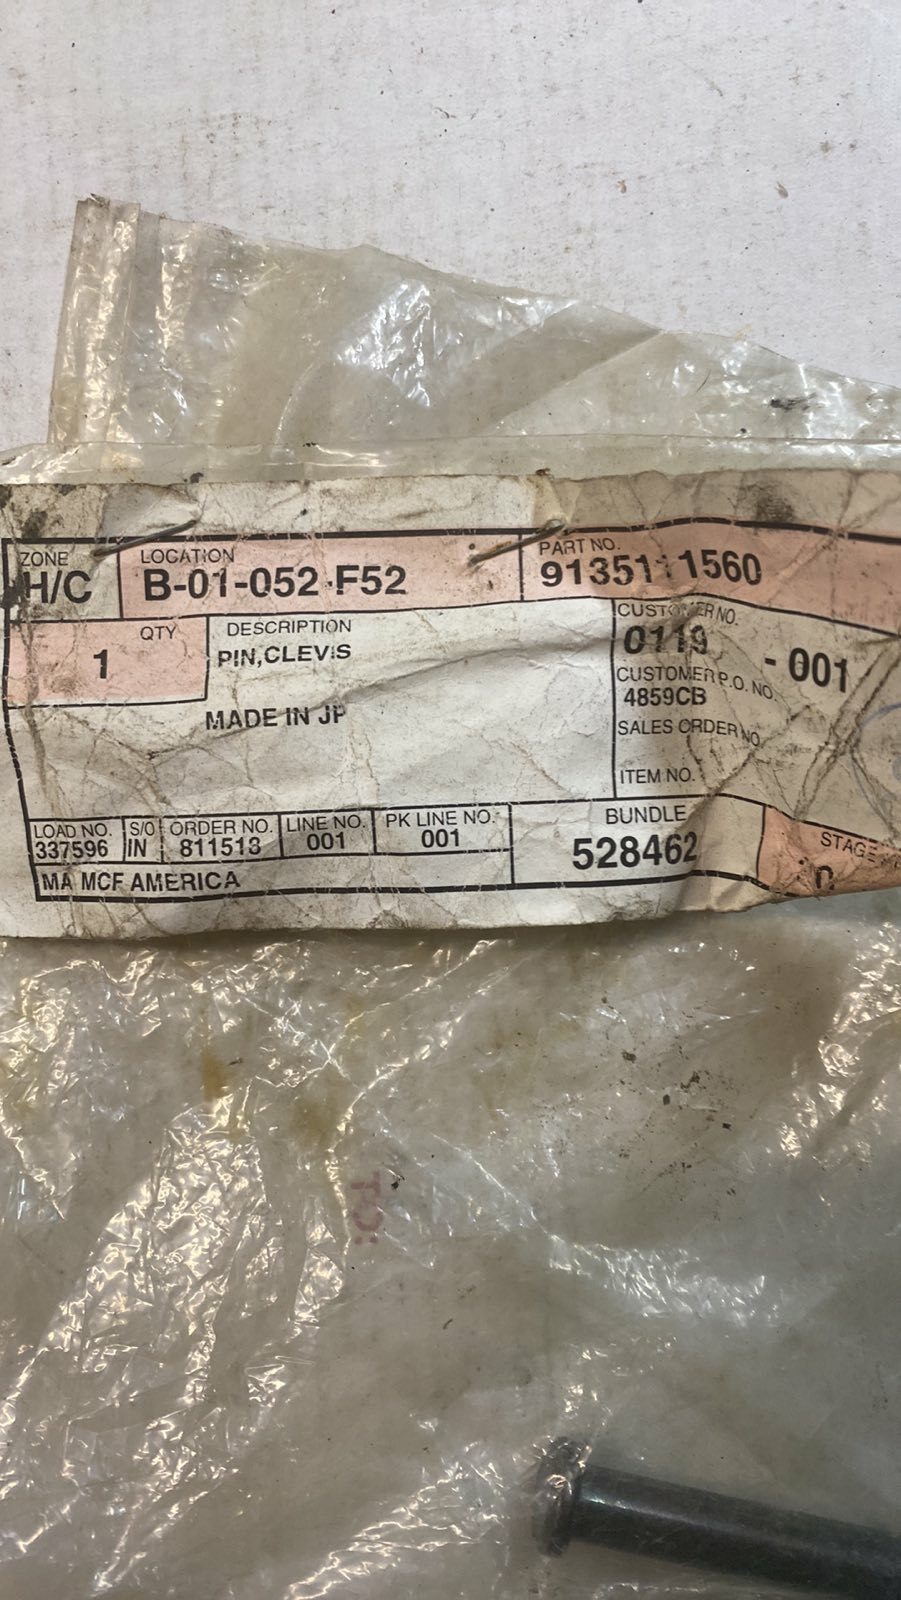 ZONE LOCATION PART NO.
H/C B-01-052 F52 9135111560
QTY DESCRIPTION CUSTOMER NO.
1 PIN,CLEVIS 0119 -001
CUSTOMER P.O. NO.
MADE IN JP 4859CB
SALES ORDER NO.
ITEM NO.
LOAD NO. S/O ORDER NO. LINE NO. PK LINE NO. BUNDLE
337596 IN 811513 001 001 528462
STAGE
MA MCF AMERICA
TO: